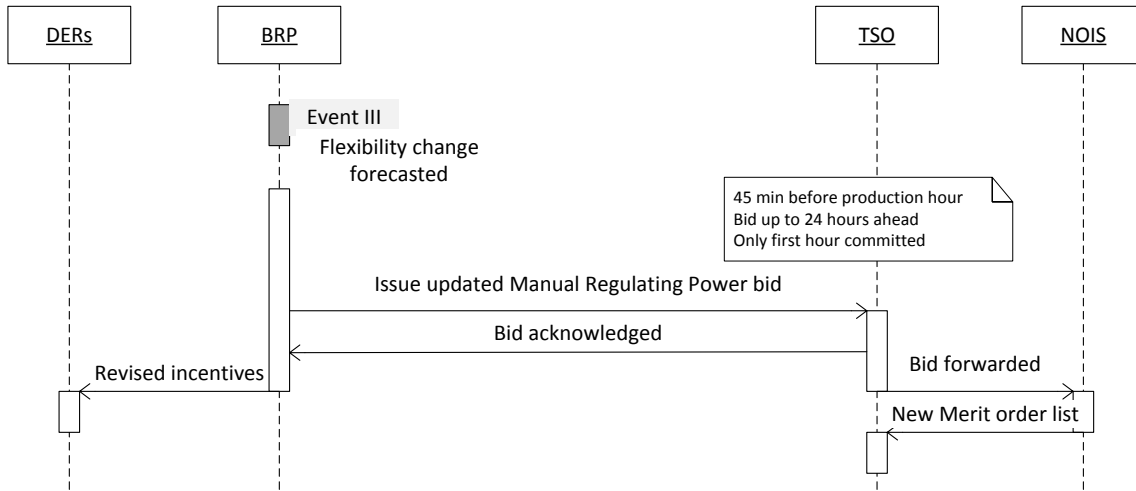 DERs
BRP
TSO
NOIS
Event III
Flexibility change
forecasted
45 min before production hour
Bid up to 24 hours ahead
Only first hour committed
Issue updated Manual Regulating Power bid
Bid acknowledged
Revised incentives
Bid forwarded
New Merit order list